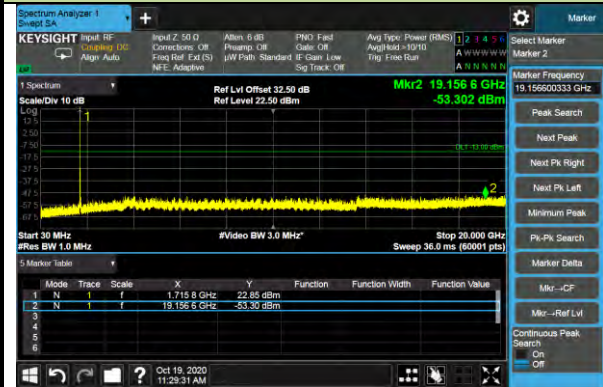 Spectrum Analyzer 1
Swept SA
+
Marker
KEYSIGHT
Input: RF
Coupling: DC
Align: Auto
Input Z: 50 Ω
Corrections: Off
Freq Ref: Ext (S)
NFE: Adaptive
Atten: 6 dB
Preamp: Off
µW Path: Standard
PNO: Fast
Gate: Off
IF Gain: Low
Sig Track: Off
Avg Type: Power (RMS)
Avg|Hold:>10/10
Trig: Free Run
1 2 3 4 5 6
A W W W W W
A N N N N N
Select Marker
Marker 2
1 Spectrum
Scale/Div 10 dB
Ref Lvl Offset 32.50 dB
Ref Level 22.50 dBm
Mkr2 19.156 6 GHz
-53.302 dBm
Marker Frequency
19.156600333 GHz
Log
12.5
2.50
-7.50
-17.5
-27.5
-37.5
-47.5
-57.5
-67.5
1
DL1 -13.00 dBm
2
Start 30 MHz
#Res BW 1.0 MHz
#Video BW 3.0 MHz*
Stop 20.000 GHz
Sweep 36.0 ms (60001 pts)
Peak Search
Next Peak
Next Pk Right
Next Pk Left
Minimum Peak
Pk-Pk Search
Marker Delta
Mkr→CF
Mkr→Ref Lvl
Continuous Peak
Search
On
Off
5 Marker Table
Mode Trace Scale X Y Function Function Width Function Value
1 N 1 f 1.715 8 GHz 22.85 dBm
2 N 1 f 19.156 6 GHz -53.30 dBm
3
4
5
6
?
Oct 19, 2020
11:29:31 AM